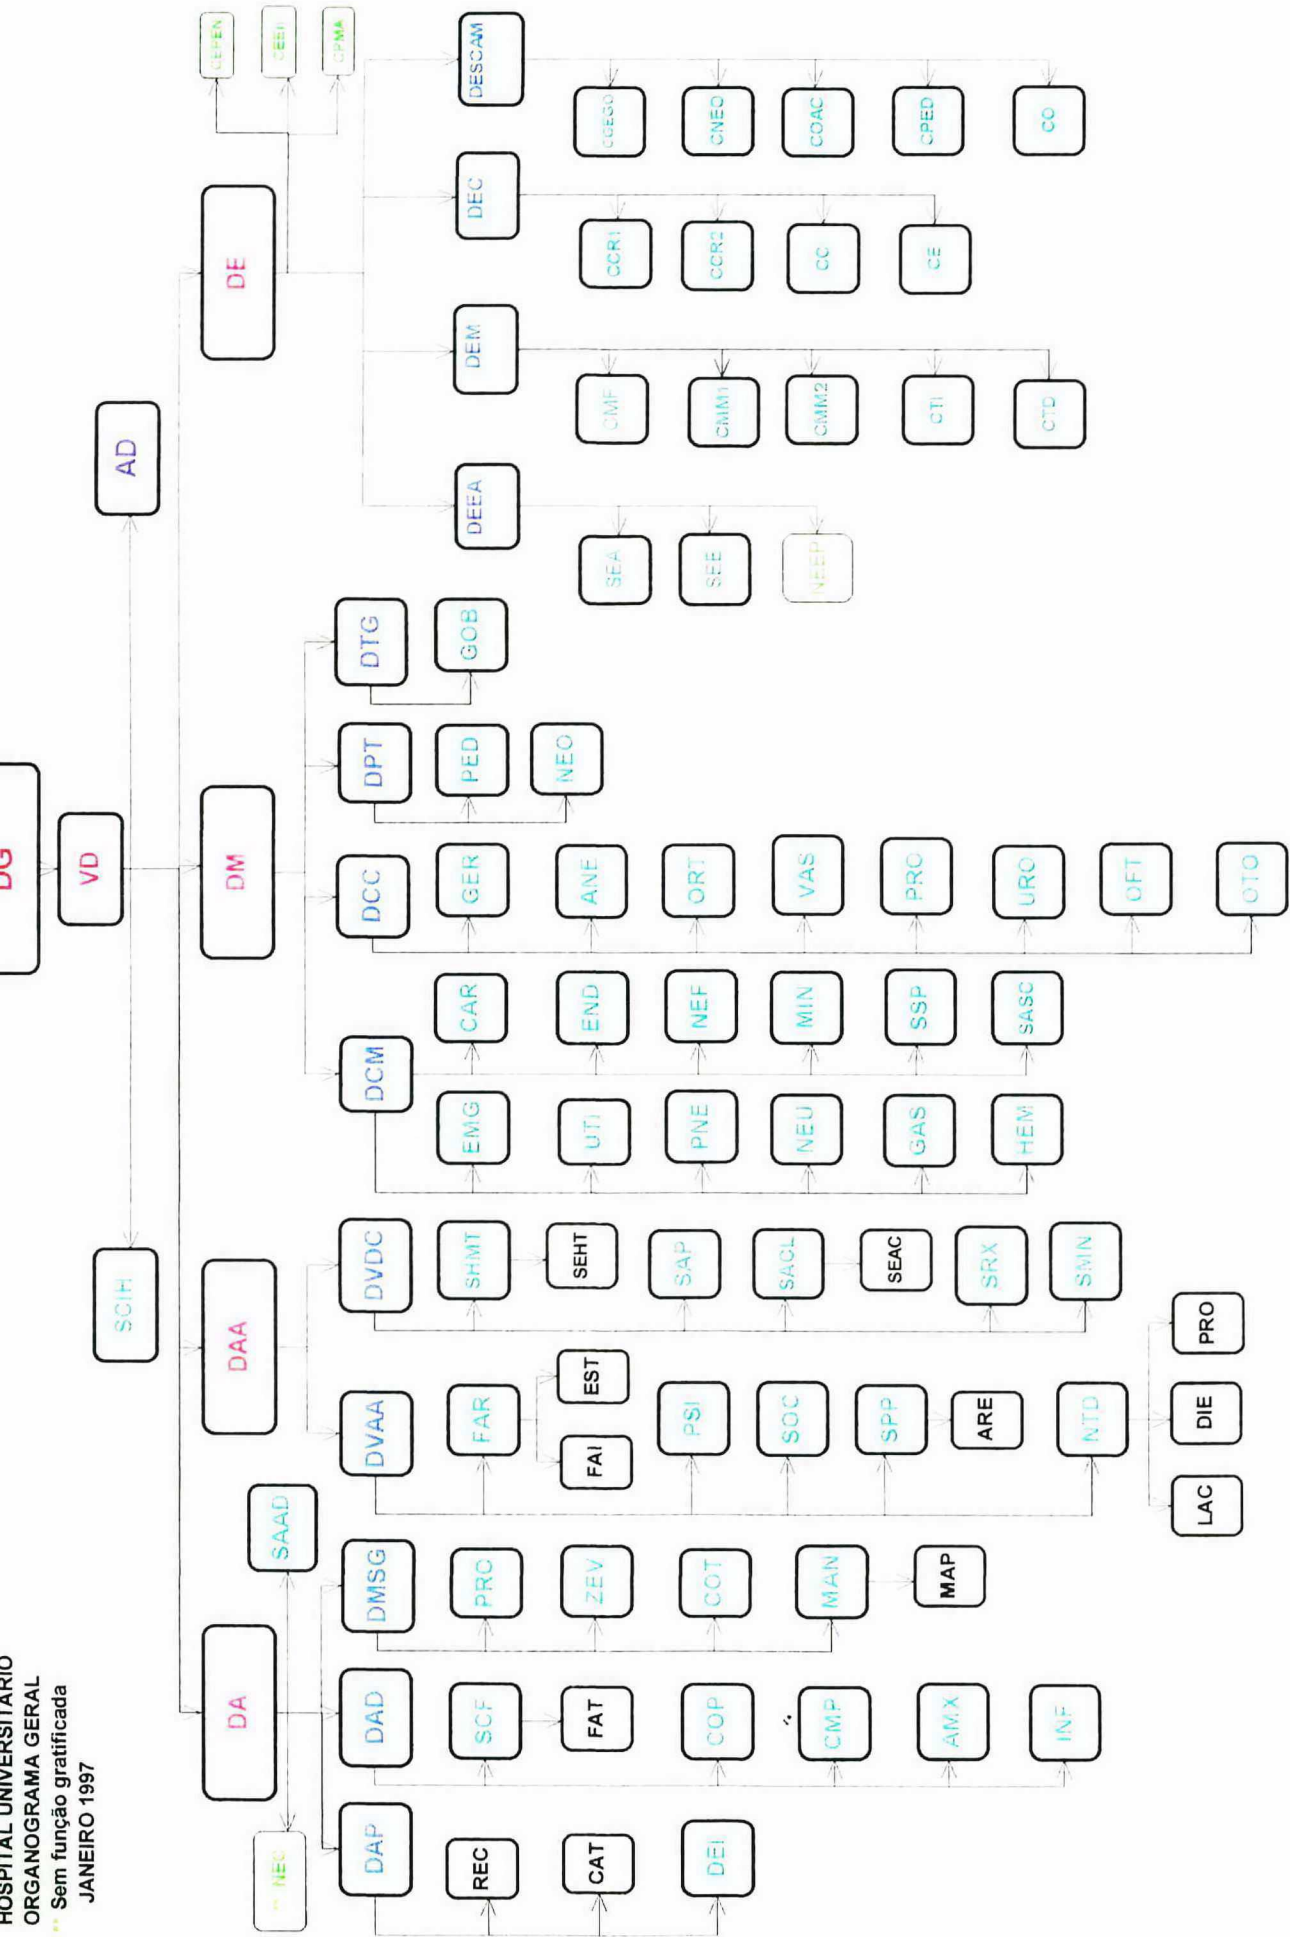 HOSPITAL UNIVERSITÁRIO
ORGANOGRAMA GERAL
** Sem função gratificada
JANEIRO 1997
DG
VD
SCIH
AD
DA
DAA
DM
DE
** NEC
SAAD
CEPEN
CPMA
DAP
DAD
DMSG
DVAA
DVDC
DCM
DCC
DPT
DTG
DEEA
DEM
DEC
DESCAM
REC
CAT
DEI
SCF
FAT
COP
CMP
AMX
INF
PRC
ZEV
COT
MAN
MAP
FAR
FAI
EST
PSI
SOC
SPP
ARE
NTD
LAC
DIE
PRO
SHMT
SEHT
SAP
SACL
SEAC
SRX
SMN
EMG
UTI
PNE
NEU
GAS
HEM
CAR
END
NEF
MIN
SSP
SASC
GER
ANE
ORT
VAS
PRO
URO
OFT
OTO
PED
NEO
GOB
SEA
SEE
NEEP
CMF
CMM1
CMM2
CTI
CTD
CCR1
CCR2
CC
CE
CNEO
COAC
CPED
CO